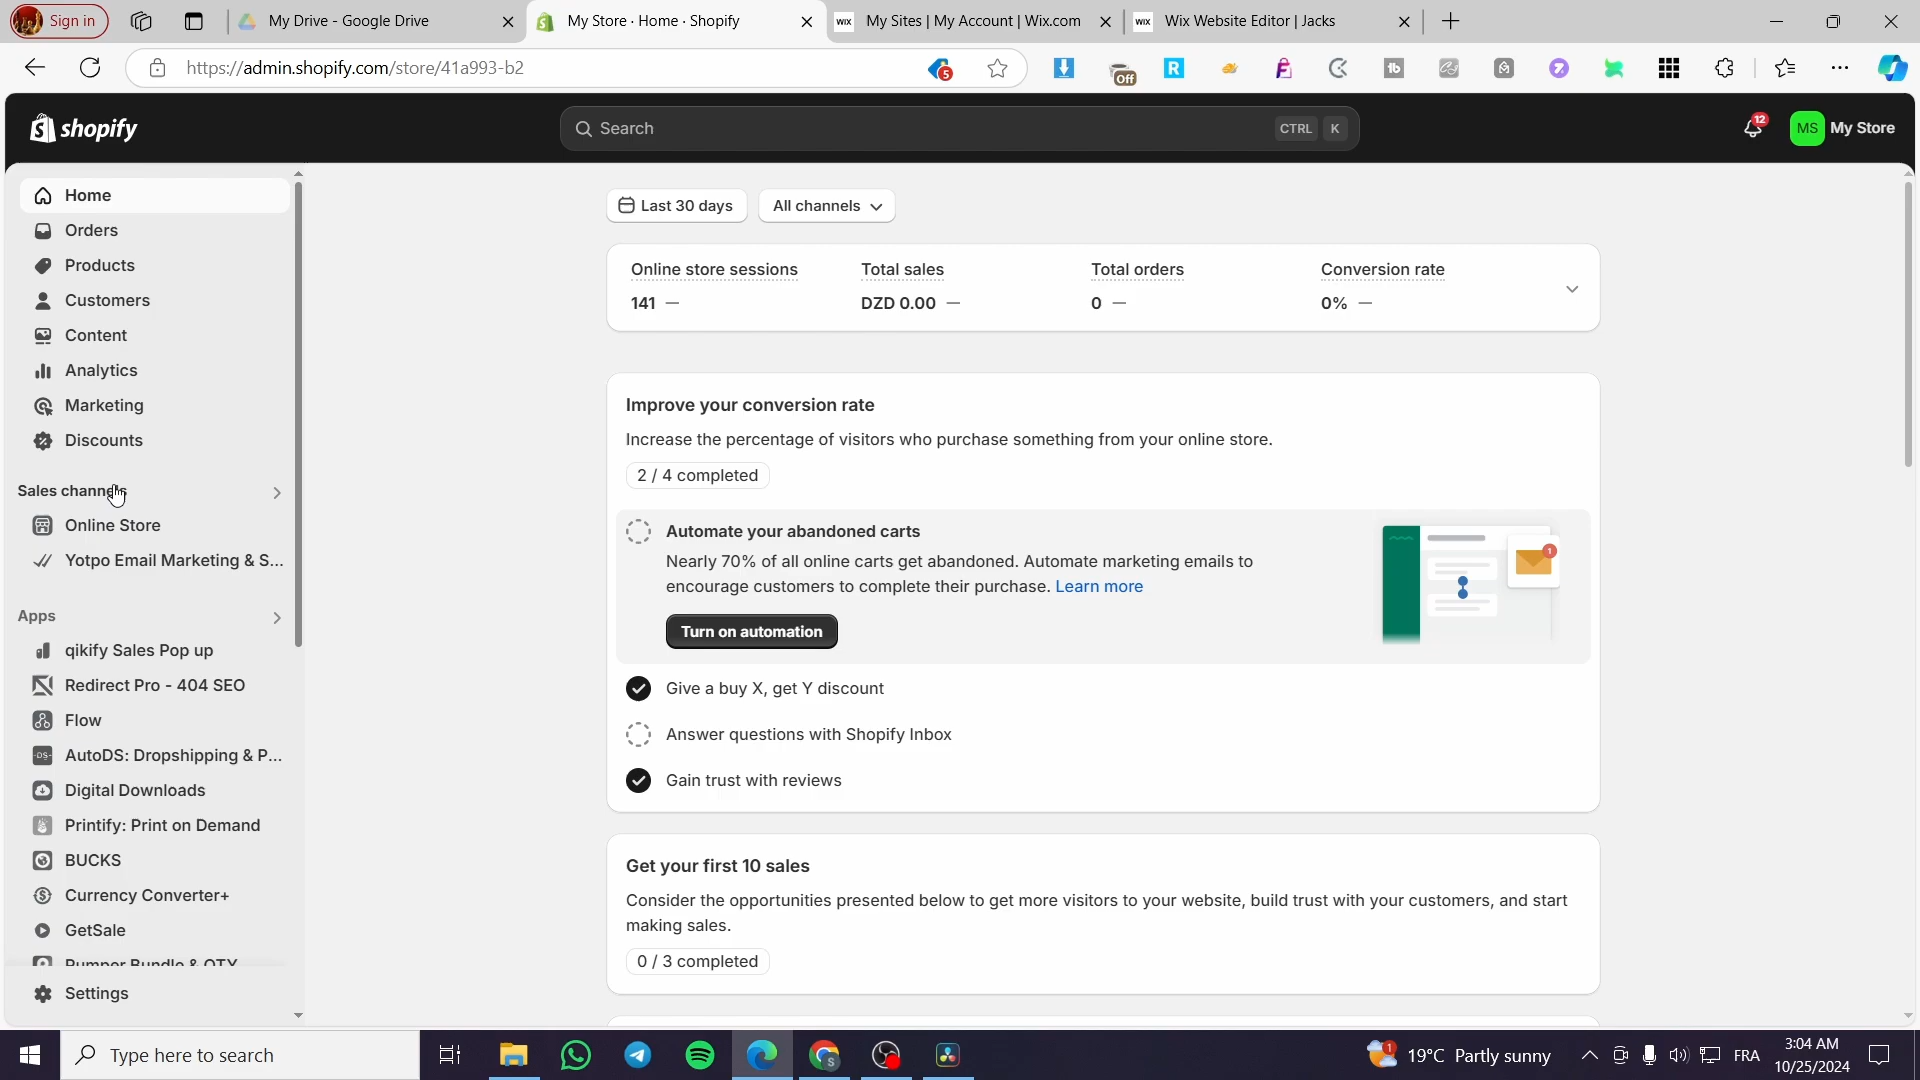 Sign in
My Drive - Google Drive
My Store · Home · Shopify
WIX My Sites | My Account | Wix.com
WIX Wix Website Editor | Jacks
https://admin.shopify.com/store/41a993-b2
5
Off
R
tb
shopify
Search
CTRL K
12
MS My Store
Home
Orders
Products
Customers
Content
Analytics
Marketing
Discounts
Sales channels
Online Store
Yotpo Email Marketing & S...
Apps
qikify Sales Pop up
Redirect Pro - 404 SEO
Flow
AutoDS: Dropshipping & P...
Digital Downloads
Printify: Print on Demand
BUCKS
Currency Converter+
GetSale
Settings
Last 30 days
All channels
Online store sessions
141 —
Total sales
DZD 0.00 —
Total orders
0 —
Conversion rate
0% —
Improve your conversion rate
Increase the percentage of visitors who purchase something from your online store.
2 / 4 completed
Automate your abandoned carts
Nearly 70% of all online carts get abandoned. Automate marketing emails to
encourage customers to complete their purchase. Learn more
Turn on automation
1
Give a buy X, get Y discount
Answer questions with Shopify Inbox
Gain trust with reviews
Get your first 10 sales
Consider the opportunities presented below to get more visitors to your website, build trust with your customers, and start
making sales.
0 / 3 completed
Type here to search
1
19°C Partly sunny
FRA
3:04 AM
10/25/2024